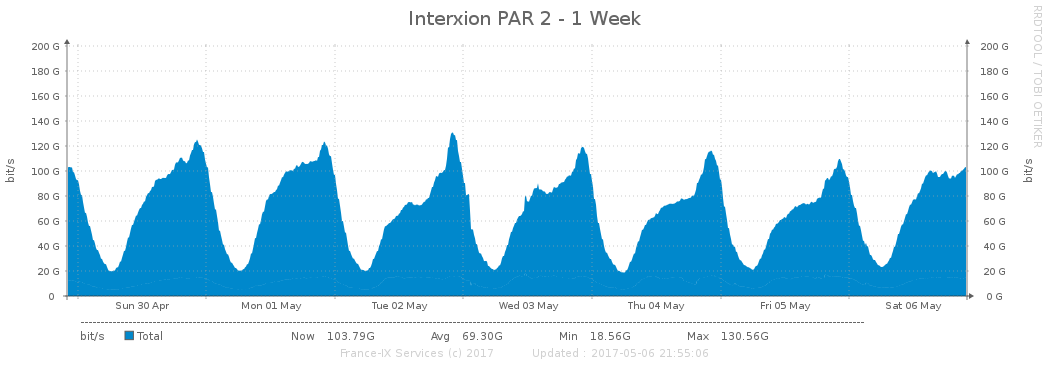 Interxion PAR 2 - 1 Week
RRDTOOL / TOBI OETIKER
bit/s
200 G 200 G
180 G 180 G
160 G 160 G
140 G 140 G
120 G 120 G
100 G 100 G
80 G 80 G
60 G 60 G
40 G 40 G
20 G 20 G
0 0 G
bit/s
Sun 30 Apr Mon 01 May Tue 02 May Wed 03 May Thu 04 May Fri 05 May Sat 06 May
bit/s Total Now 103.79G Avg 69.30G Min 18.56G Max 130.56G
France-IX Services (c) 2017 Updated : 2017-05-06 21:55:06